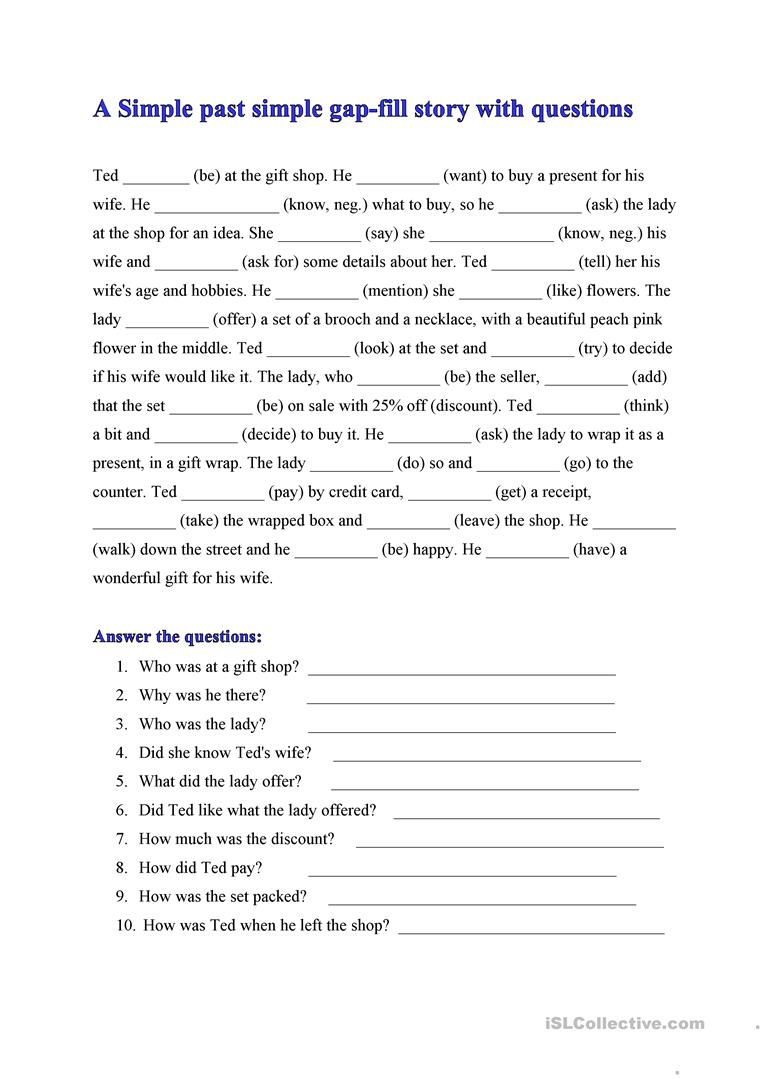 A Simple past simple gap-fill story with questions
Ted ________ (be) at the gift shop. He __________ (want) to buy a present for his
wife. He _______________ (know, neg.) what to buy, so he __________ (ask) the lady
at the shop for an idea. She __________ (say) she _______________ (know, neg.) his
wife and __________ (ask for) some details about her. Ted __________ (tell) her his
wife's age and hobbies. He __________ (mention) she __________ (like) flowers. The
lady __________ (offer) a set of a brooch and a necklace, with a beautiful peach pink
flower in the middle. Ted __________ (look) at the set and __________ (try) to decide
if his wife would like it. The lady, who __________ (be) the seller, __________ (add)
that the set __________ (be) on sale with 25% off (discount). Ted __________ (think)
a bit and __________ (decide) to buy it. He __________ (ask) the lady to wrap it as a
present, in a gift wrap. The lady __________ (do) so and __________ (go) to the
counter. Ted __________ (pay) by credit card, __________ (get) a receipt,
__________ (take) the wrapped box and __________ (leave) the shop. He __________
(walk) down the street and he __________ (be) happy. He __________ (have) a
wonderful gift for his wife.
Answer the questions:
1. Who was at a gift shop? ____________________________________
2. Why was he there? ____________________________________
3. Who was the lady? ____________________________________
4. Did she know Ted's wife? ____________________________________
5. What did the lady offer? ____________________________________
6. Did Ted like what the lady offered? _______________________________
7. How much was the discount? ____________________________________
8. How did Ted pay? ____________________________________
9. How was the set packed? ____________________________________
10. How was Ted when he left the shop? _______________________________
iSLCollective.com